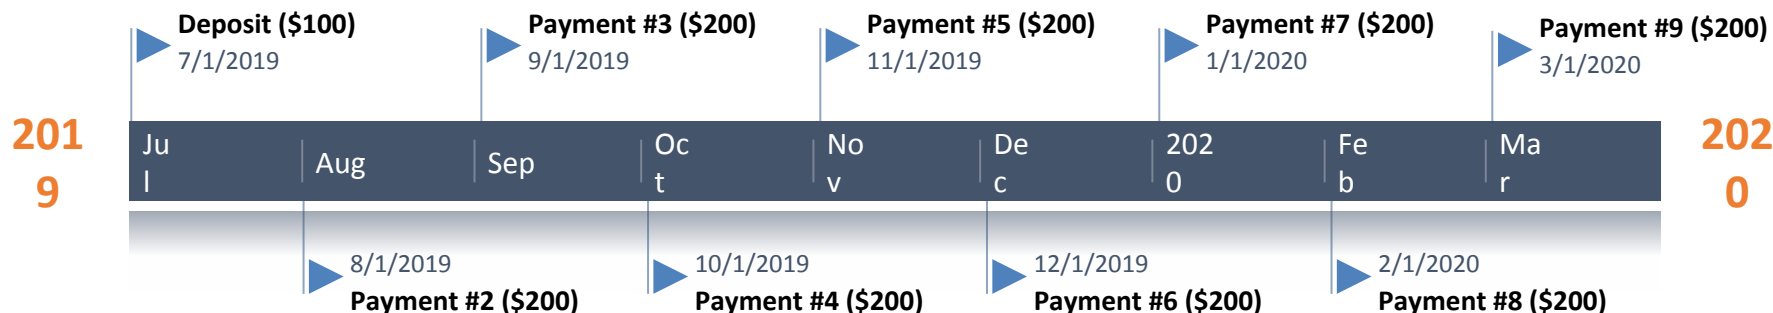 Deposit ($100)
7/1/2019
Payment #3 ($200)
9/1/2019
Payment #5 ($200)
11/1/2019
Payment #7 ($200)
1/1/2020
Payment #9 ($200)
3/1/2020
201
9
Ju
l
Aug
Sep
Oc
t
No
v
De
c
202
0
Fe
b
Ma
r
202
0
8/1/2019
Payment #2 ($200)
10/1/2019
Payment #4 ($200)
12/1/2019
Payment #6 ($200)
2/1/2020
Payment #8 ($200)